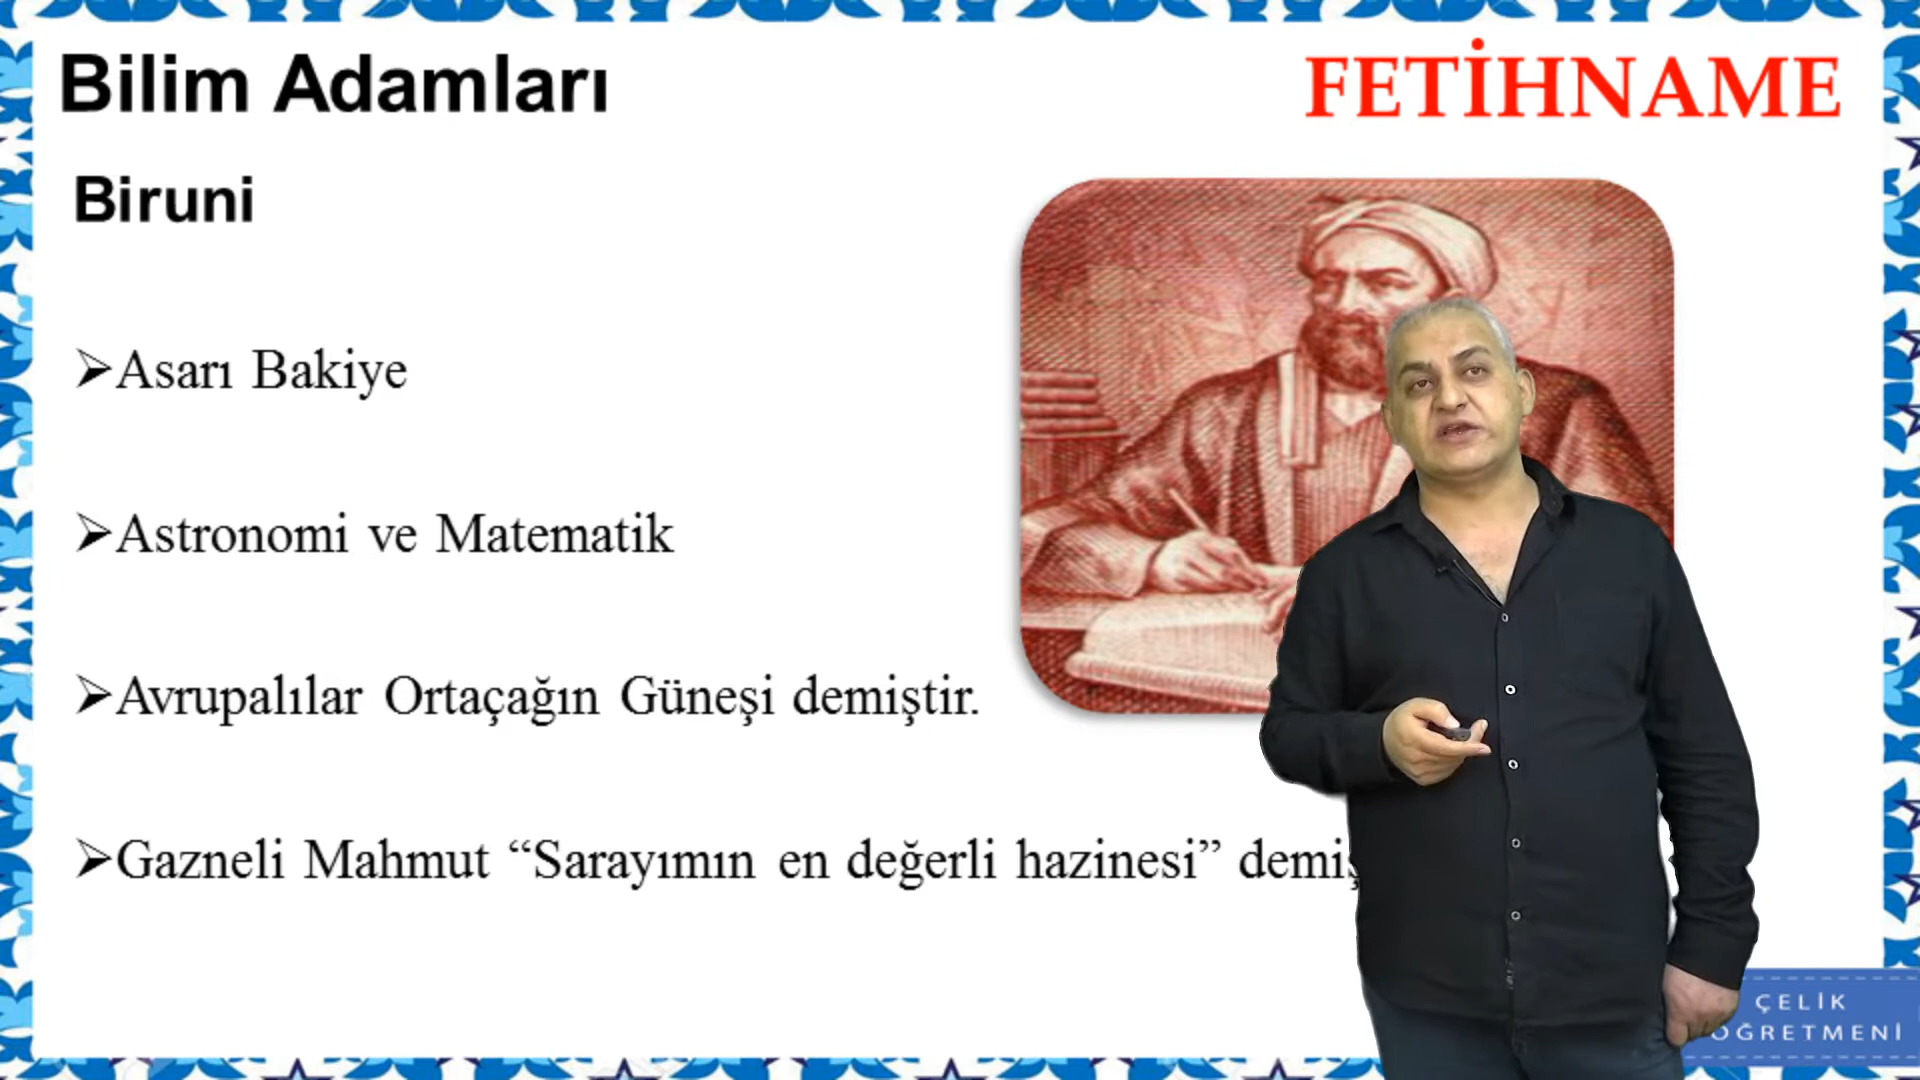 Bilim Adamları
FETİHNAME
Biruni
Asarı Bakiye
Astronomi ve Matematik
Avrupalılar Ortaçağın Güneşi demiştir.
Gazneli Mahmut “Sarayımın en değerli hazinesi”
ÇELİK
ÖĞRETMENİ